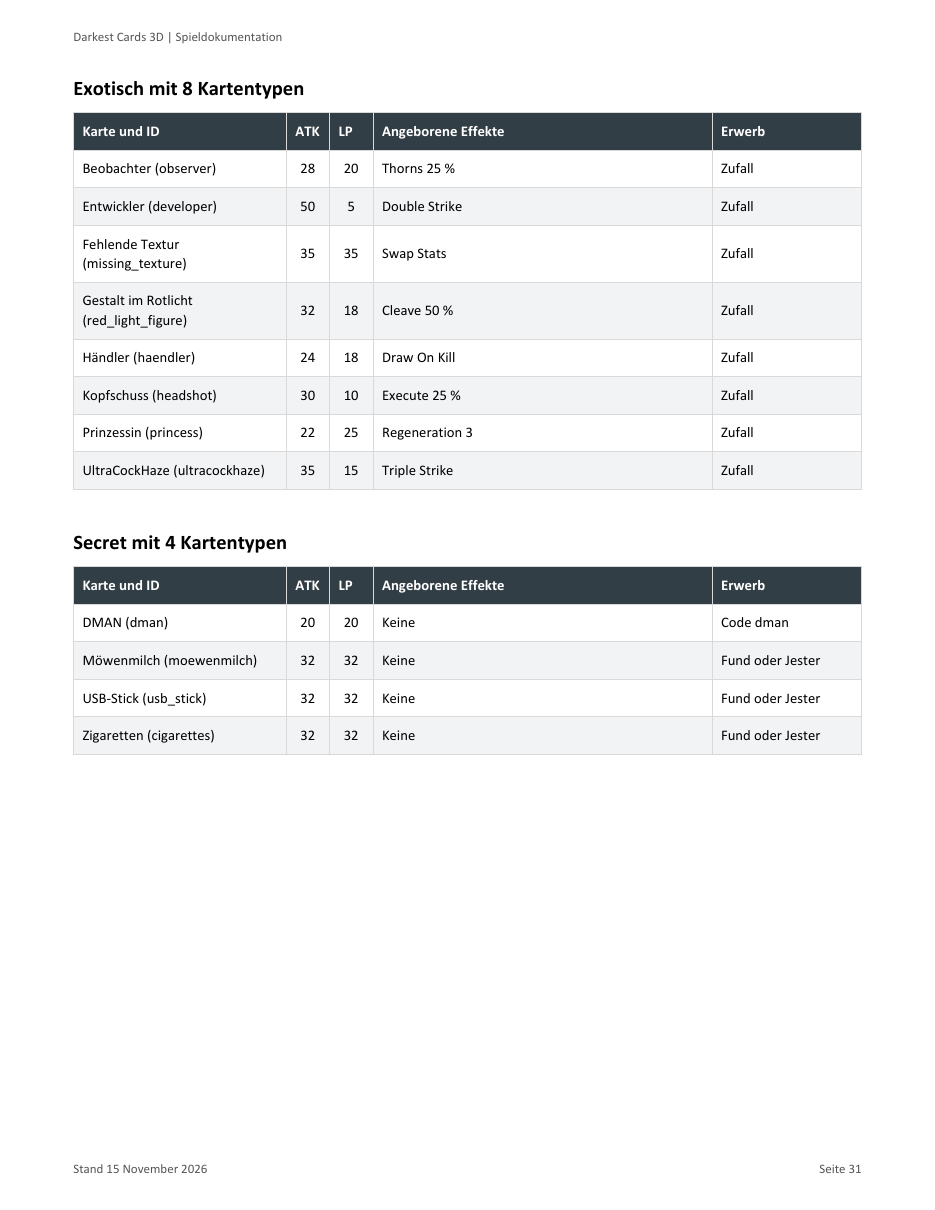 Darkest Cards 3D | Spieldokumentation
Exotisch mit 8 Kartentypen
Karte und ID ATK LP Angeborene Effekte Erwerb
Beobachter (observer) 28 20 Thorns 25 % Zufall
Entwickler (developer) 50 5 Double Strike Zufall
Fehlende Textur
(missing_texture) 35 35 Swap Stats Zufall
Gestalt im Rotlicht
(red_light_figure) 32 18 Cleave 50 % Zufall
Händler (haendler) 24 18 Draw On Kill Zufall
Kopfschuss (headshot) 30 10 Execute 25 % Zufall
Prinzessin (princess) 22 25 Regeneration 3 Zufall
UltraCockHaze (ultracockhaze) 35 15 Triple Strike Zufall
Secret mit 4 Kartentypen
Karte und ID ATK LP Angeborene Effekte Erwerb
DMAN (dman) 20 20 Keine Code dman
Möwenmilch (moewenmilch) 32 32 Keine Fund oder Jester
USB-Stick (usb_stick) 32 32 Keine Fund oder Jester
Zigaretten (cigarettes) 32 32 Keine Fund oder Jester
Stand 15 November 2026 Seite 31